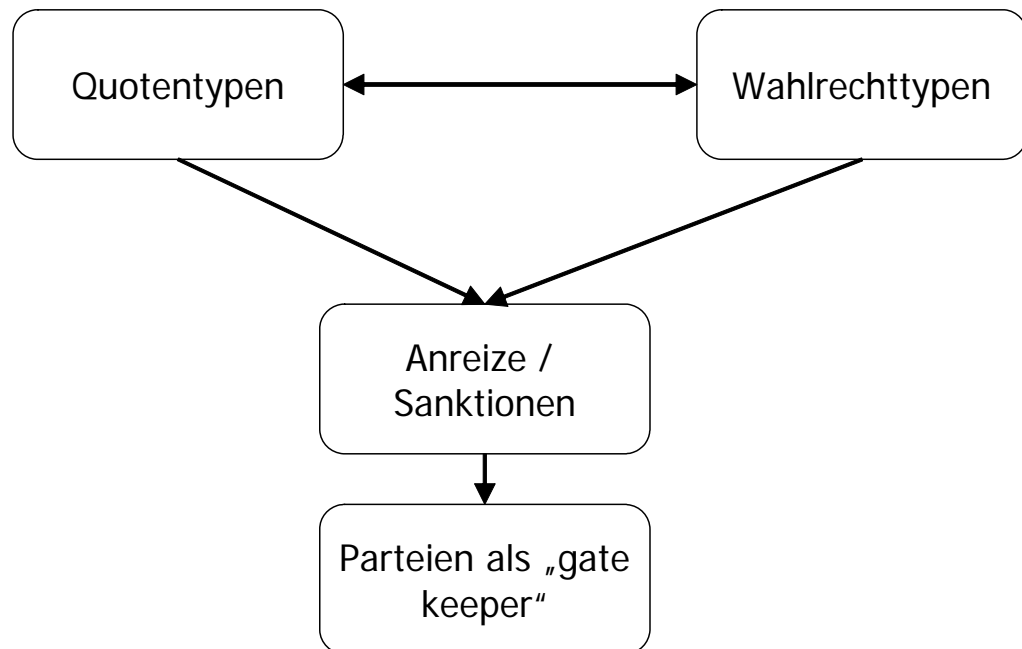 Quotentypen
Wahlrechttypen
Anreize /
Sanktionen
Parteien als „gate
keeper“